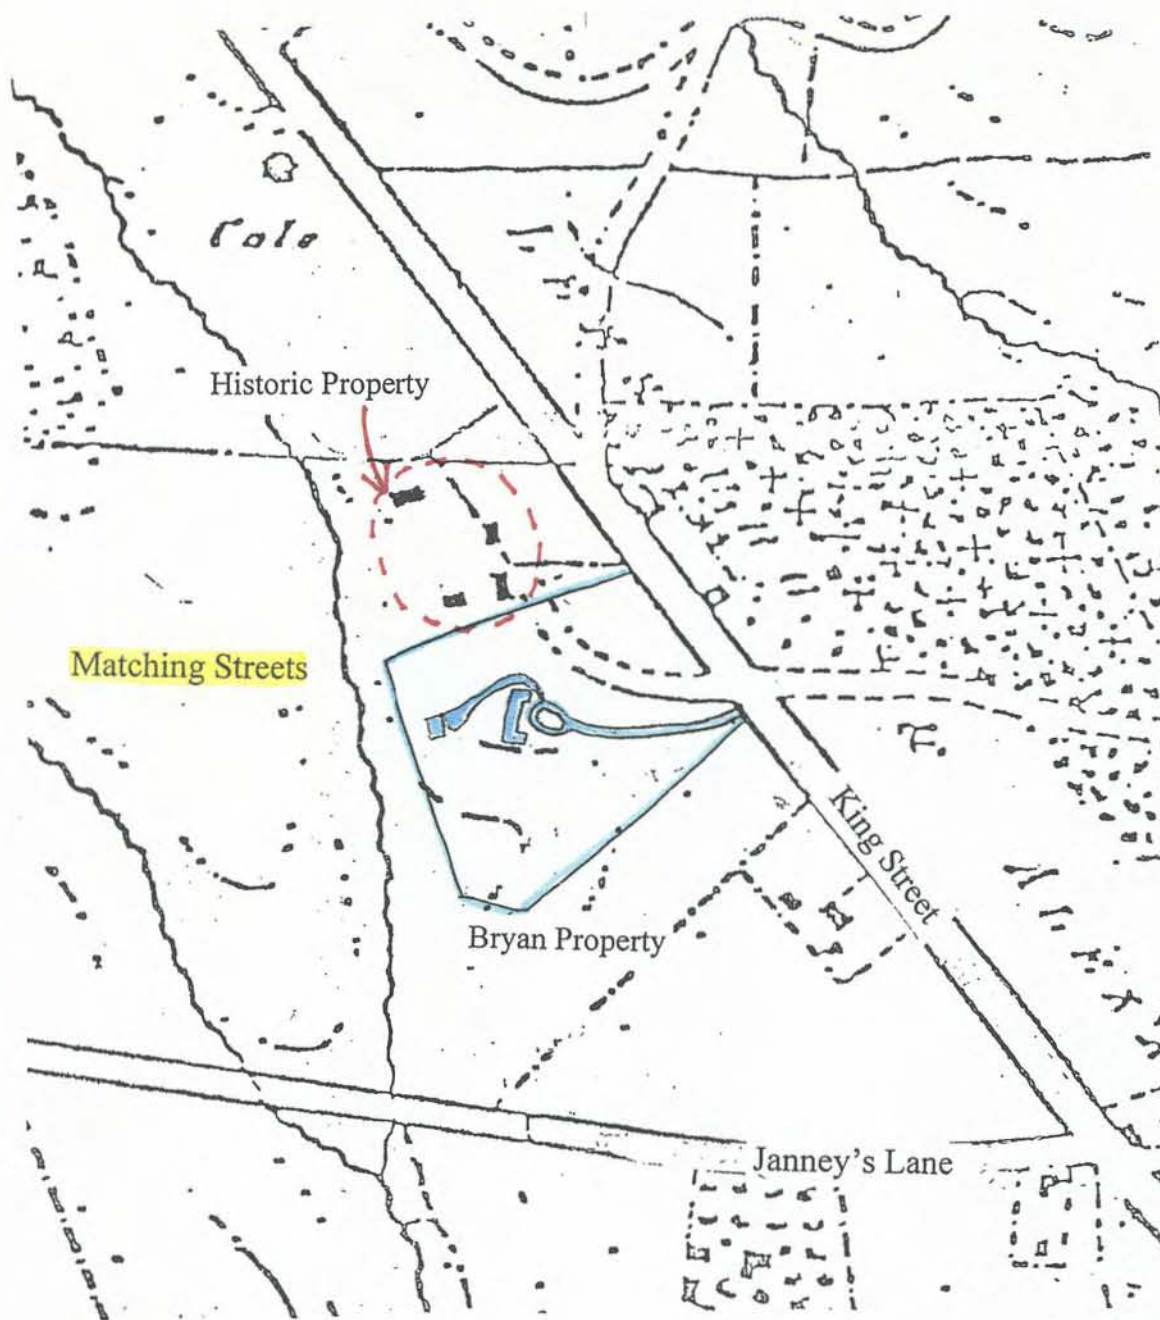 Cole
Historic Property
Matching Streets
King Street
Bryan Property
Janney's Lane